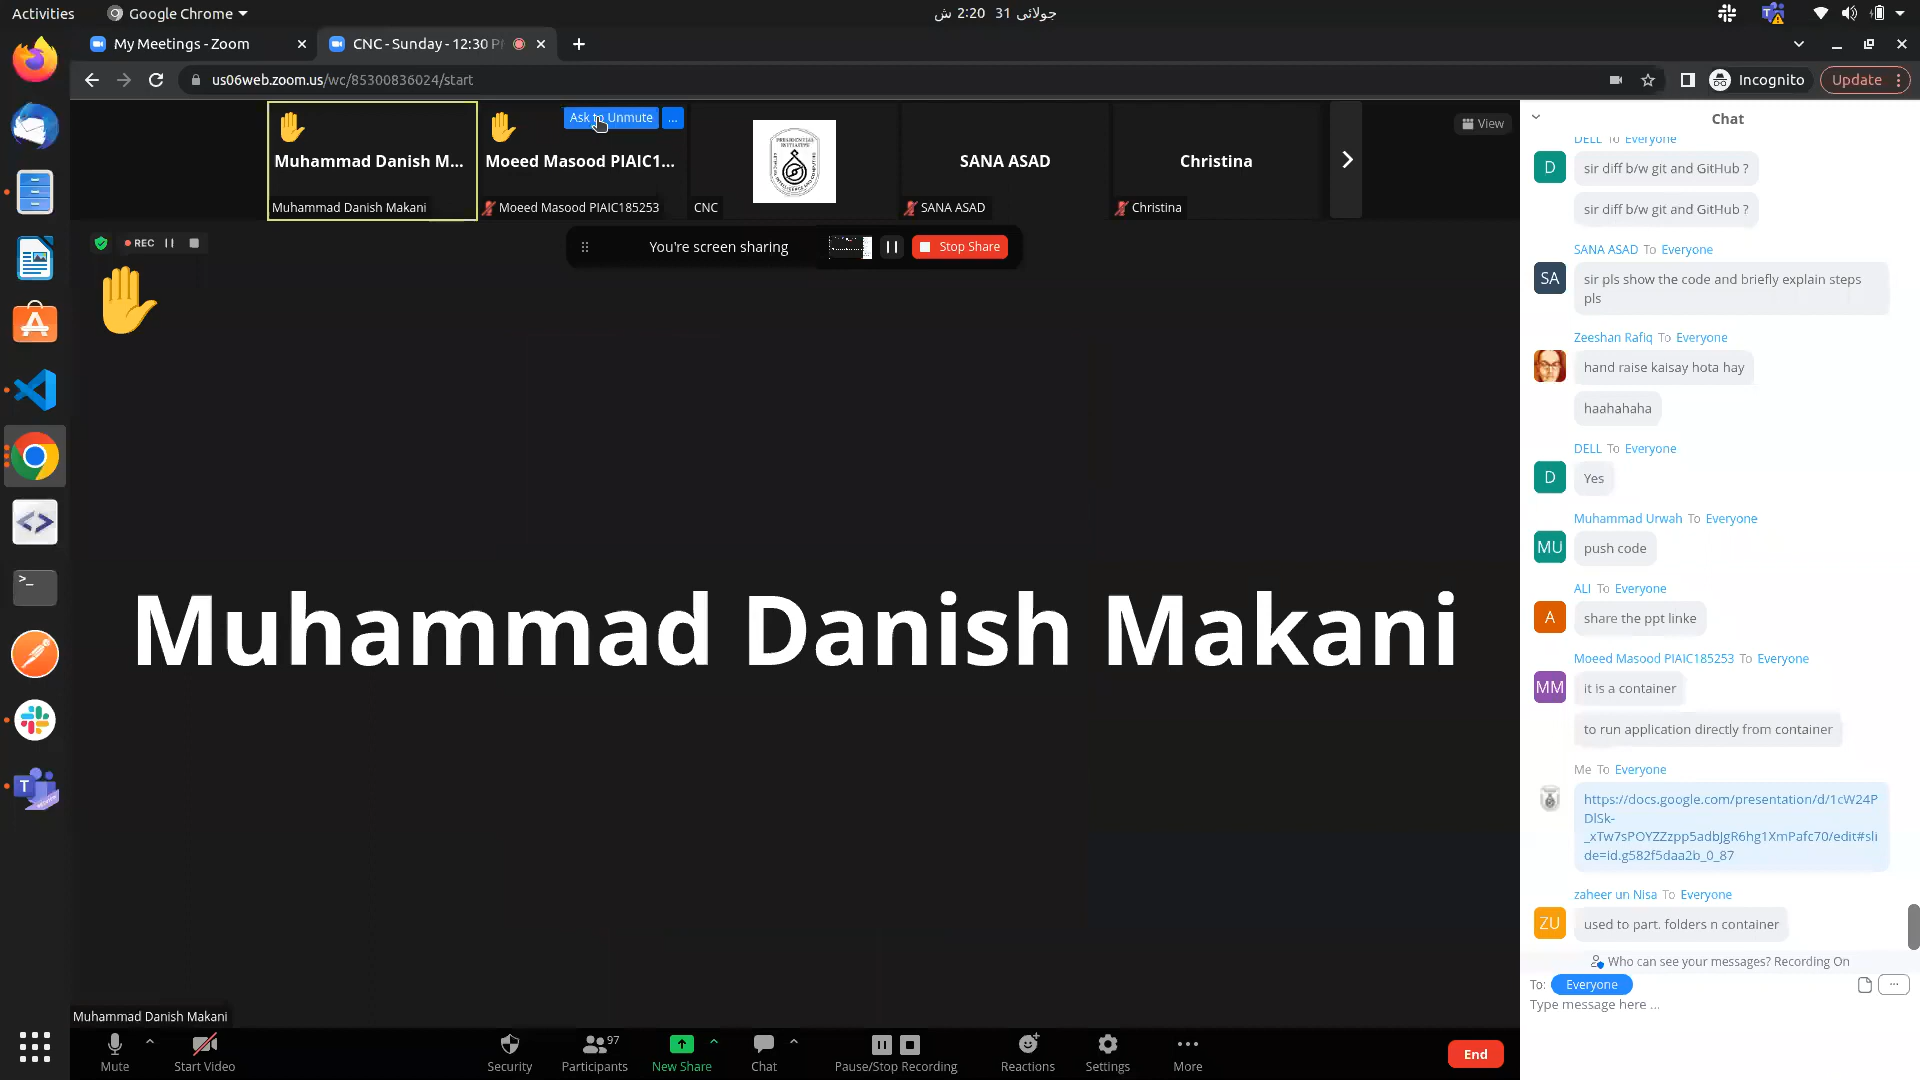 Activities
Google Chrome
جولائی 31 2:20 ش
My Meetings - Zoom
CNC - Sunday - 12:30 P
us06web.zoom.us/wc/85300836024/start
Incognito
Update
Muhammad Danish M...
Muhammad Danish Makani
Ask to Unmute
...
Moeed Masood PIAIC1...
Moeed Masood PIAIC185253
CNC
SANA ASAD
SANA ASAD
Christina
Christina
View
REC
You're screen sharing
Stop Share
Muhammad Danish Makani
Muhammad Danish Makani
Mute
Start Video
Security
97
Participants
New Share
Chat
Pause/Stop Recording
Reactions
Settings
More
End
Chat
DELL To Everyone
D
sir diff b/w git and GitHub ?
sir diff b/w git and GitHub ?
SANA ASAD To Everyone
SA
sir pls show the code and briefly explain steps
pls
Zeeshan Rafiq To Everyone
hand raise kaisay hota hay
haahahaha
DELL To Everyone
D
Yes
Muhammad Urwah To Everyone
MU
push code
ALI To Everyone
A
share the ppt linke
Moeed Masood PIAIC185253 To Everyone
MM
it is a container
to run application directly from container
Me To Everyone
https://docs.google.com/presentation/d/1cW24P
DlSk-
_xTw7sPOYZZzpp5adbJgR6hg1XmPafc70/edit#sli
de=id.g582f5daa2b_0_87
zaheer un Nisa To Everyone
ZU
used to part. folders n container
Who can see your messages? Recording On
To: Everyone
Type message here ...